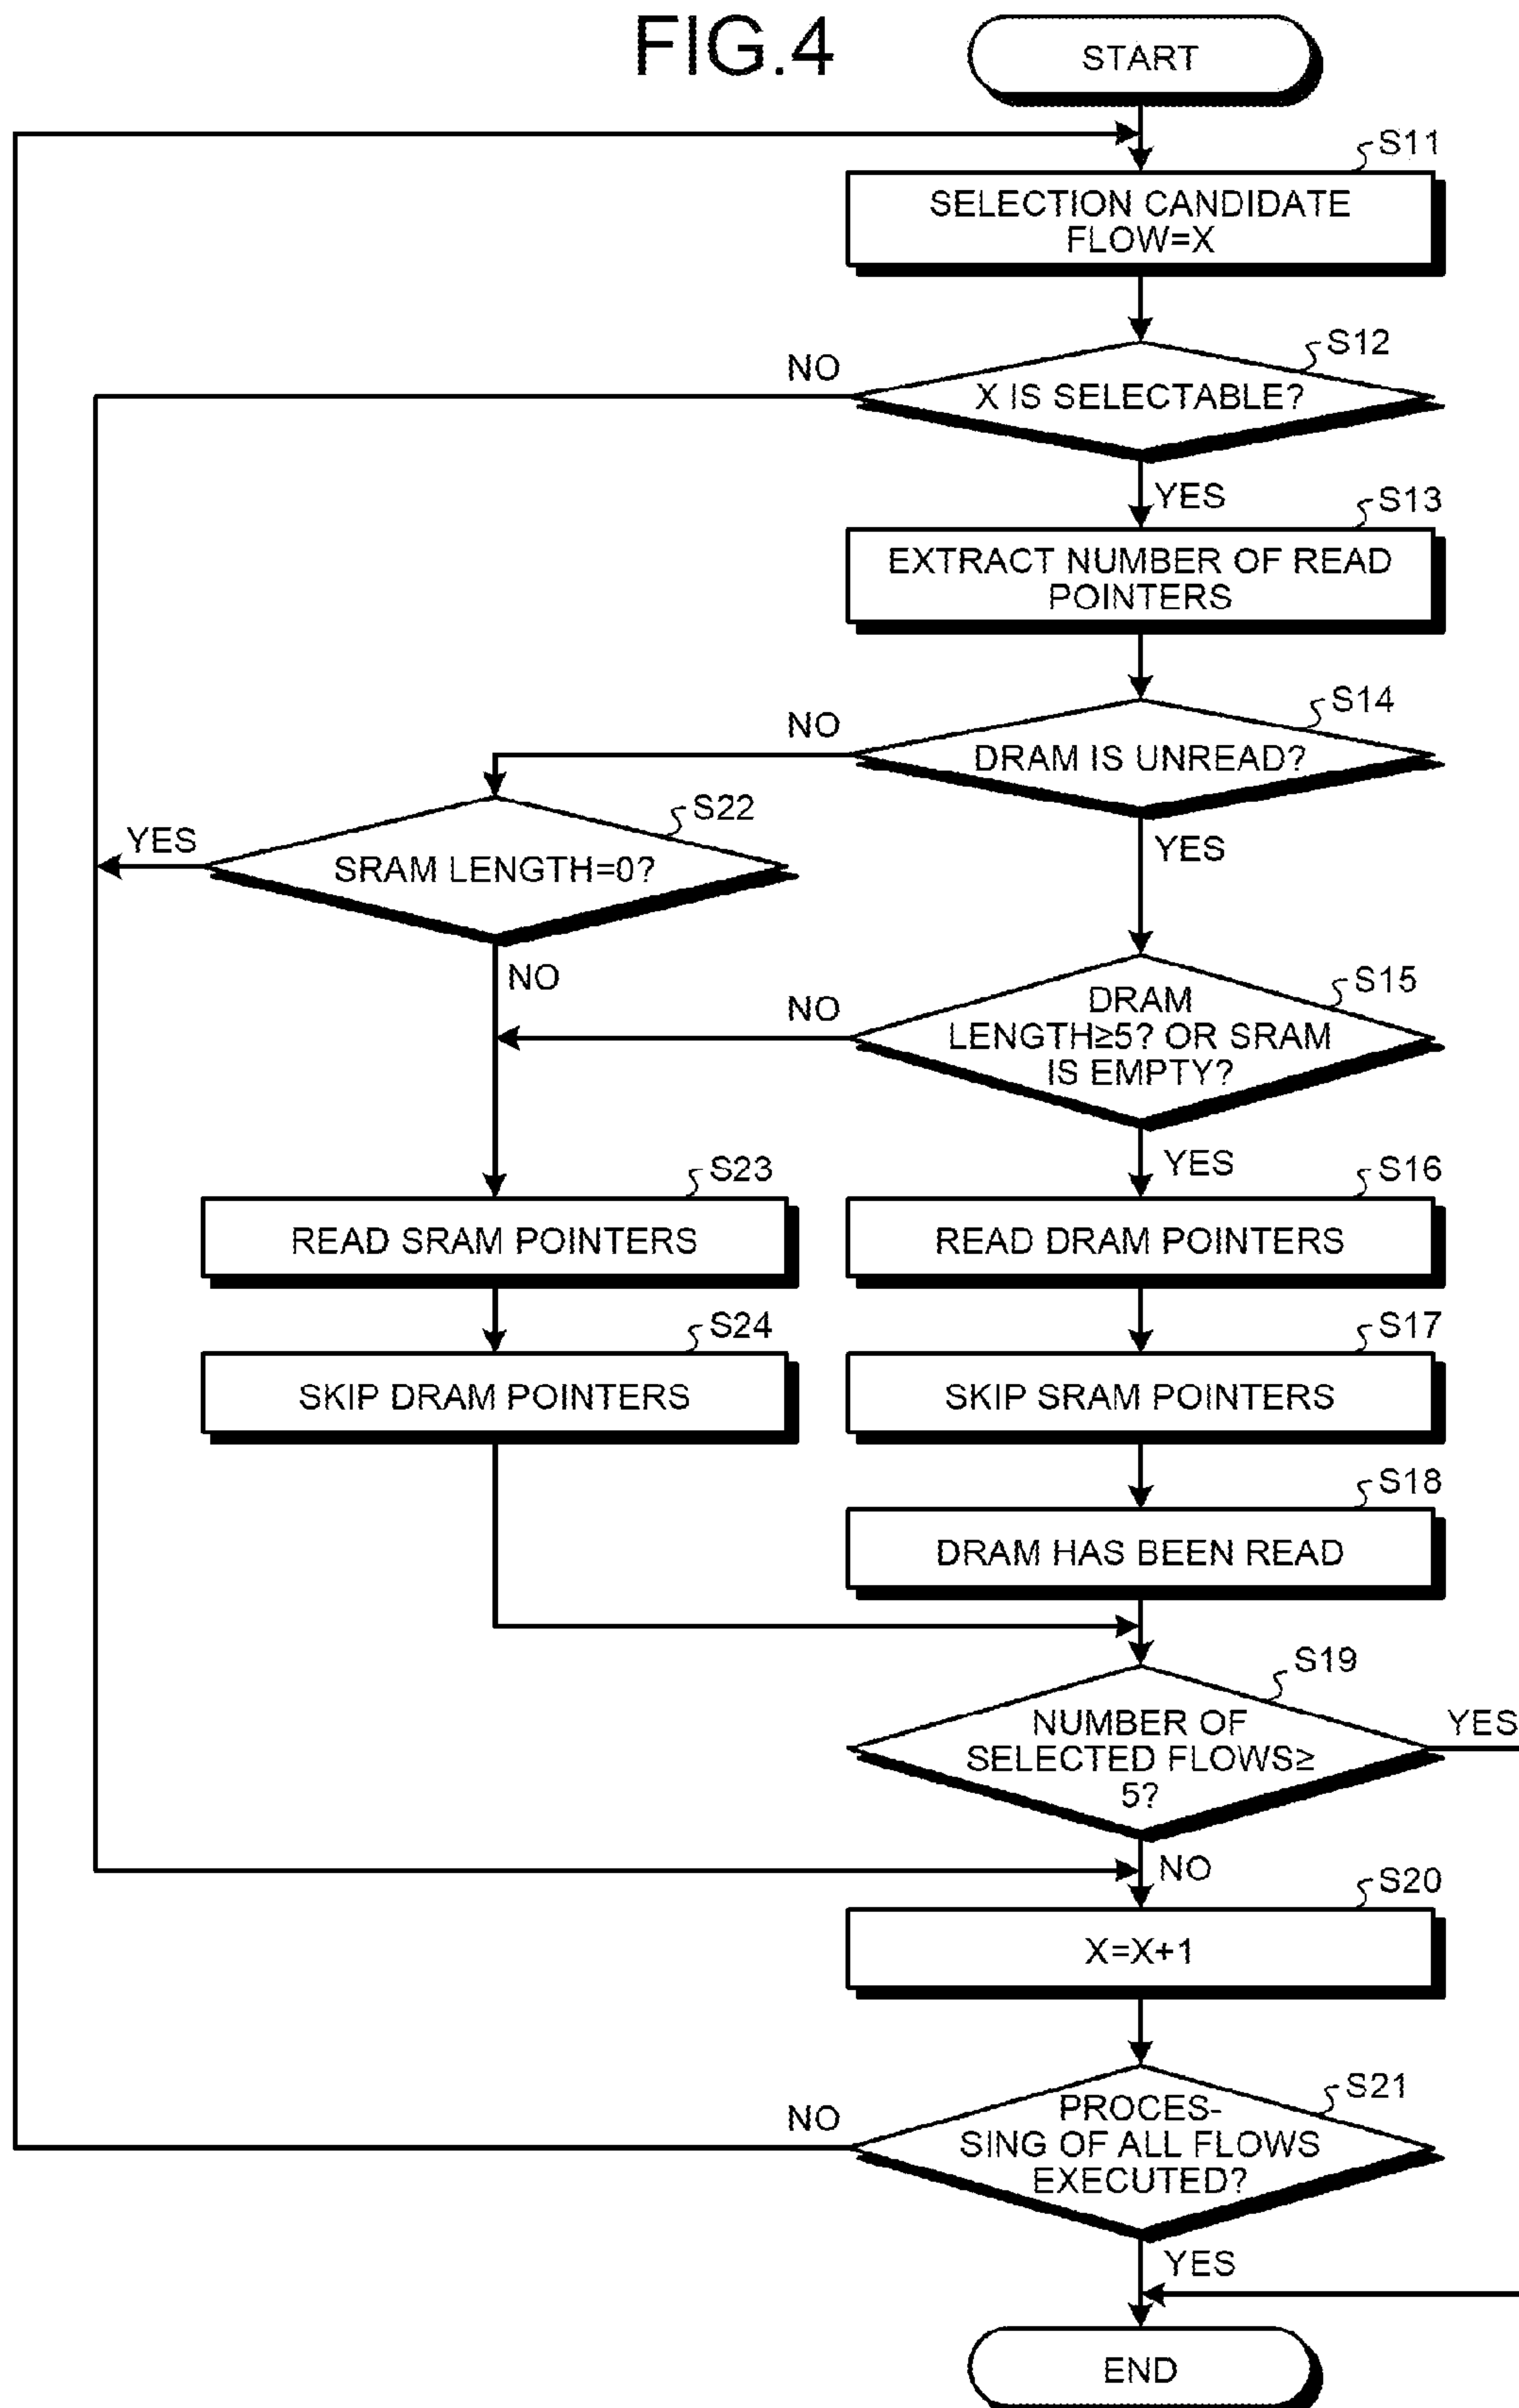 FIG.4
START
S11
SELECTION CANDIDATE
FLOW=X
S12
NO
X IS SELECTABLE?
YES
S13
EXTRACT NUMBER OF READ
POINTERS
S14
NO
DRAM IS UNREAD?
YES
S22
YES
SRAM LENGTH=0?
NO
S15
NO
DRAM
LENGTH≥5? OR SRAM
IS EMPTY?
YES
S23
READ SRAM POINTERS
S16
READ DRAM POINTERS
S24
SKIP DRAM POINTERS
S17
SKIP SRAM POINTERS
S18
DRAM HAS BEEN READ
S19
NUMBER OF
SELECTED FLOWS≥
5?
YES
NO
S20
X=X+1
S21
NO
PROCES-
SING OF ALL FLOWS
EXECUTED?
YES
END